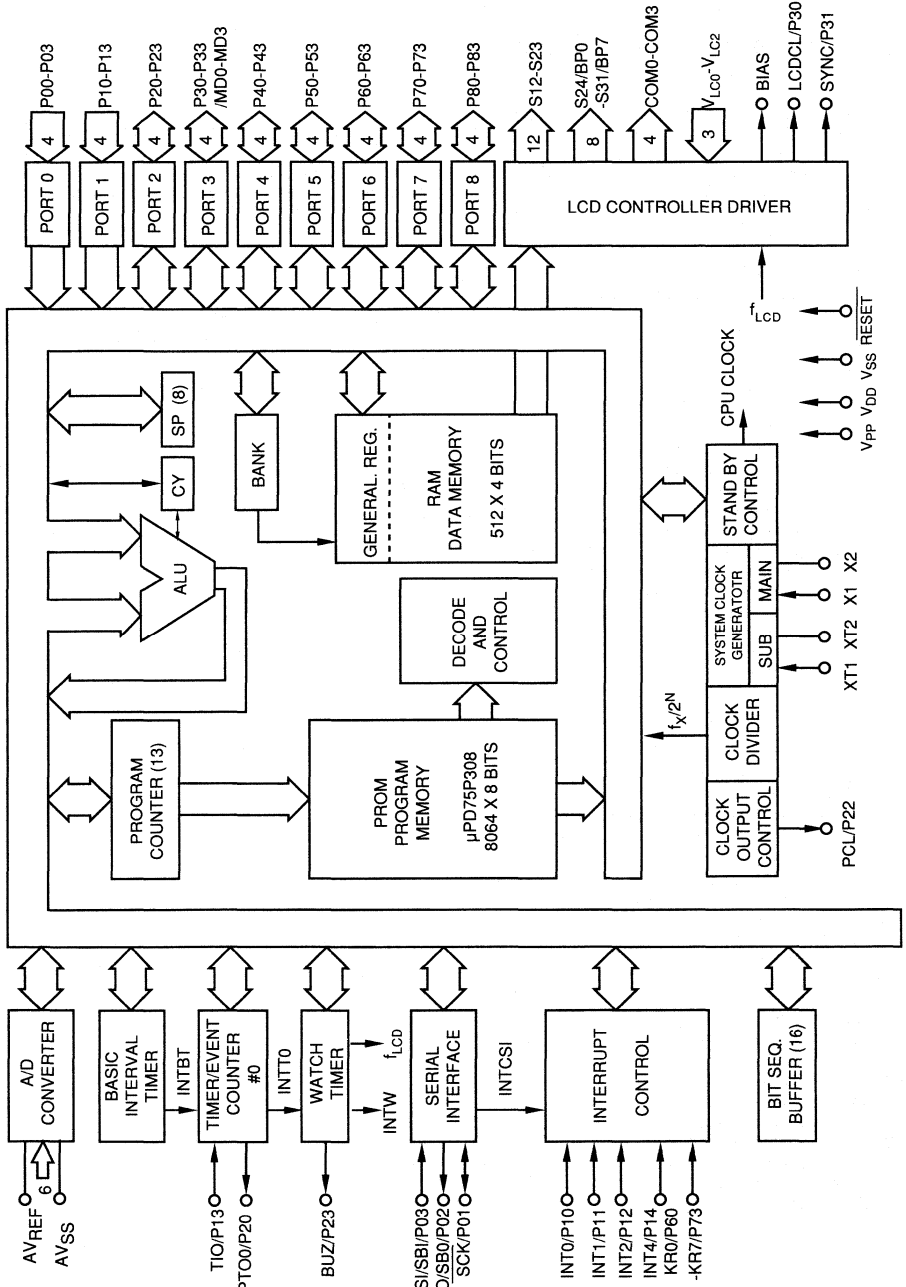 AVREF
AVSS
6
A/D
CONVERTER
BASIC
INTERVAL
TIMER
INTBT
TIO/P13
PTO0/P20
TIMER/EVENT
COUNTER
#0
INTT0
BUZ/P23
WATCH
TIMER
fLCD
INTW
SI/SBI/P03
O/SB0/P02
SCK/P01
SERIAL
INTERFACE
INTCSI
INT0/P10
INT1/P11
INT2/P12
INT4/P14
KR0/P60
-KR7/P73
INTERRUPT
CONTROL
BIT SEQ.
BUFFER (16)
PROGRAM
COUNTER (13)
ALU
CY
SP (8)
BANK
PROM
PROGRAM
MEMORY
µPD75P308
8064 X 8 BITS
DECODE
AND
CONTROL
GENERAL. REG.
RAM
DATA MEMORY
512 X 4 BITS
CLOCK
OUTPUT
CONTROL
CLOCK
DIVIDER
SYSTEM CLOCK
GENERATOTR
SUB
MAIN
STAND BY
CONTROL
fX/2N
CPU CLOCK
PCL/P22
XT1
XT2
X1
X2
VPP
VDD
VSS
RESET
PORT 0
4
P00-P03
PORT 1
4
P10-P13
PORT 2
4
P20-P23
PORT 3
4
P30-P33
/MD0-MD3
PORT 4
4
P40-P43
PORT 5
4
P50-P53
PORT 6
4
P60-P63
PORT 7
4
P70-P73
PORT 8
4
P80-P83
LCD CONTROLLER DRIVER
fLCD
12
S12-S23
8
S24/BP0
-S31/BP7
4
COM0-COM3
3
VLC0-VLC2
BIAS
LCDCL/P30
SYNC/P31